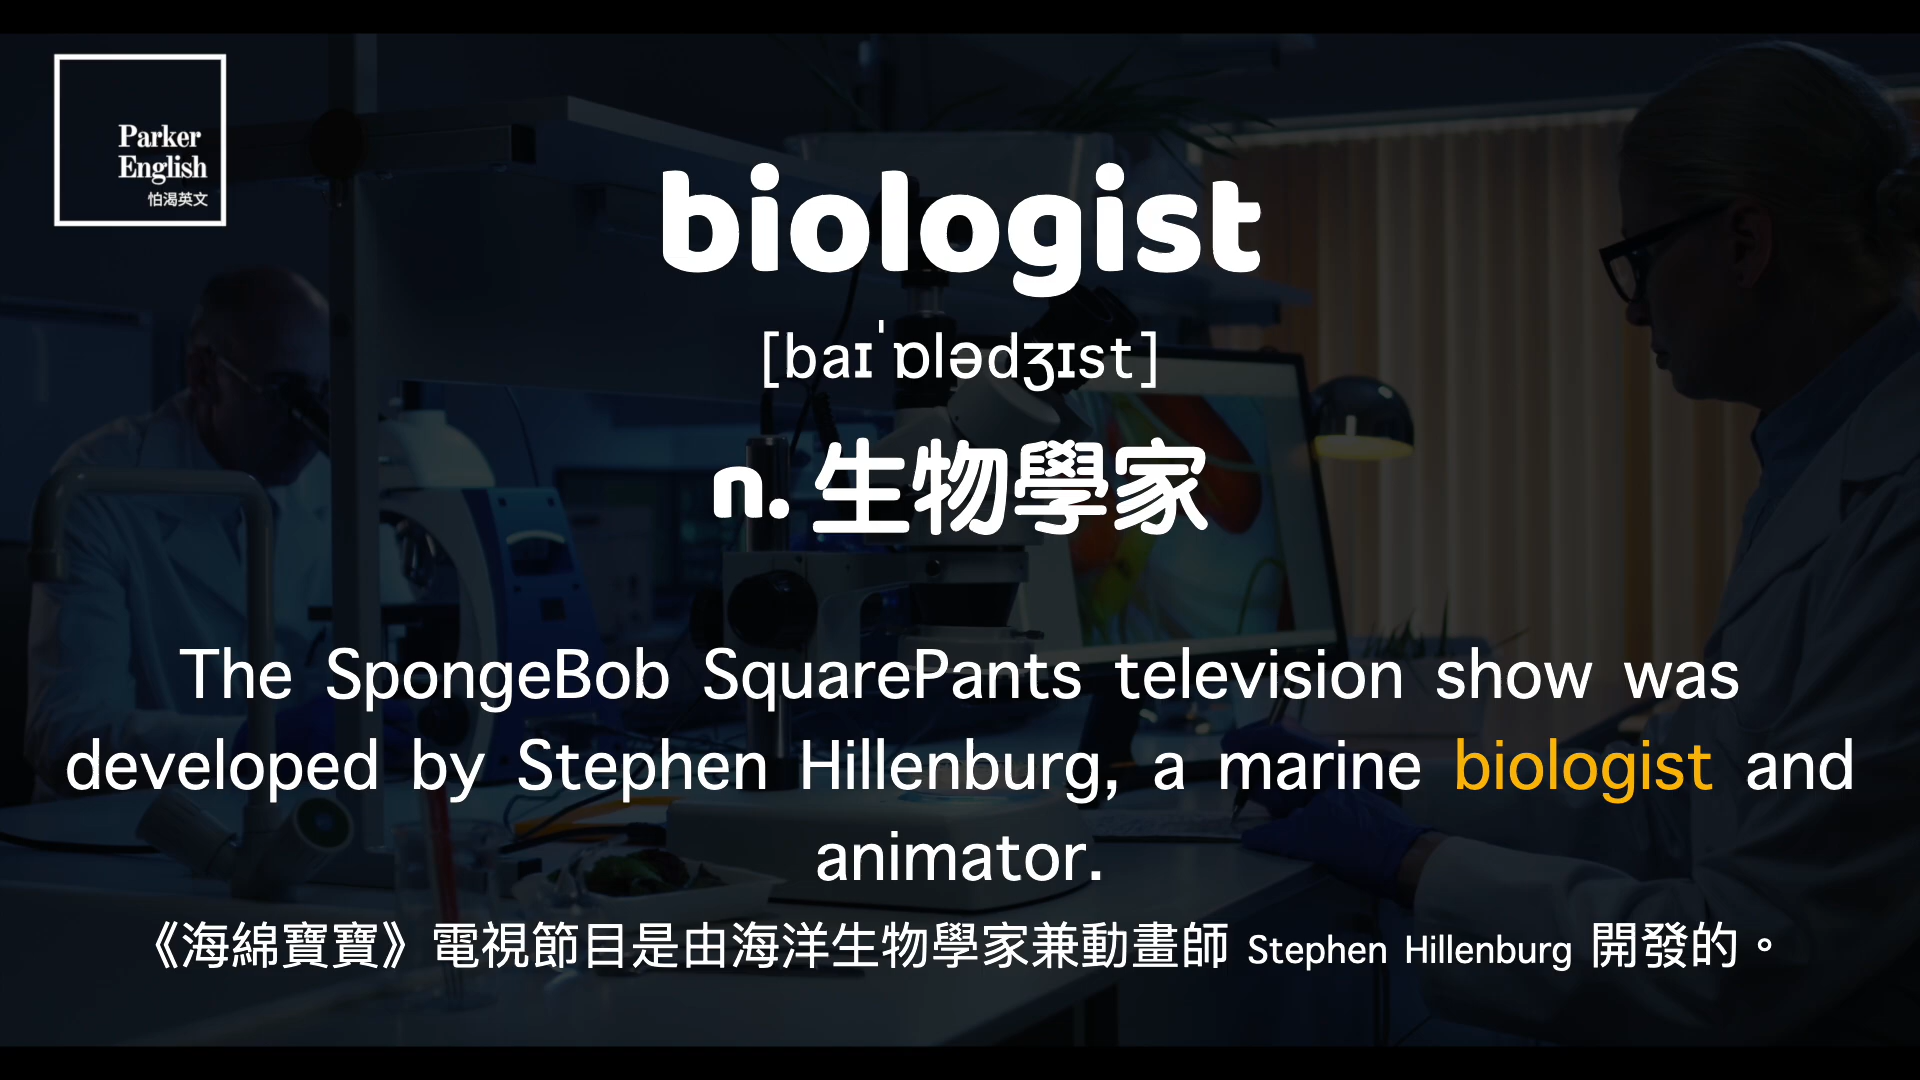 Parker
English
怕渴英文
biologist
[baɪˈɒlədʒɪst]
n. 生物學家
The SpongeBob SquarePants television show was
developed by Stephen Hillenburg, a marine biologist and
animator.
《海綿寶寶》電視節目是由海洋生物學家兼動畫師 Stephen Hillenburg 開發的。